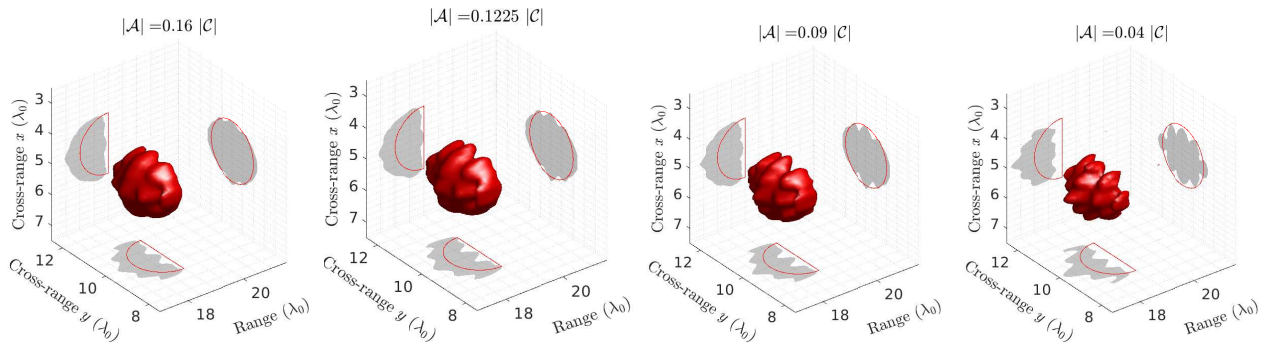 |𝒜| =0.16 |𝒞|
3
4
5
6
7
Cross-range x (λ₀)
12
10
8
Cross-range y (λ₀)
18
20
Range (λ₀)
|𝒜| =0.1225 |𝒞|
3
4
5
6
7
Cross-range x (λ₀)
12
10
8
Cross-range y (λ₀)
18
20
Range (λ₀)
|𝒜| =0.09 |𝒞|
3
4
5
6
7
Cross-range x (λ₀)
12
10
8
Cross-range y (λ₀)
18
20
Range (λ₀)
|𝒜| =0.04 |𝒞|
3
4
5
6
7
Cross-range x (λ₀)
12
10
8
Cross-range y (λ₀)
18
20
Range (λ₀)